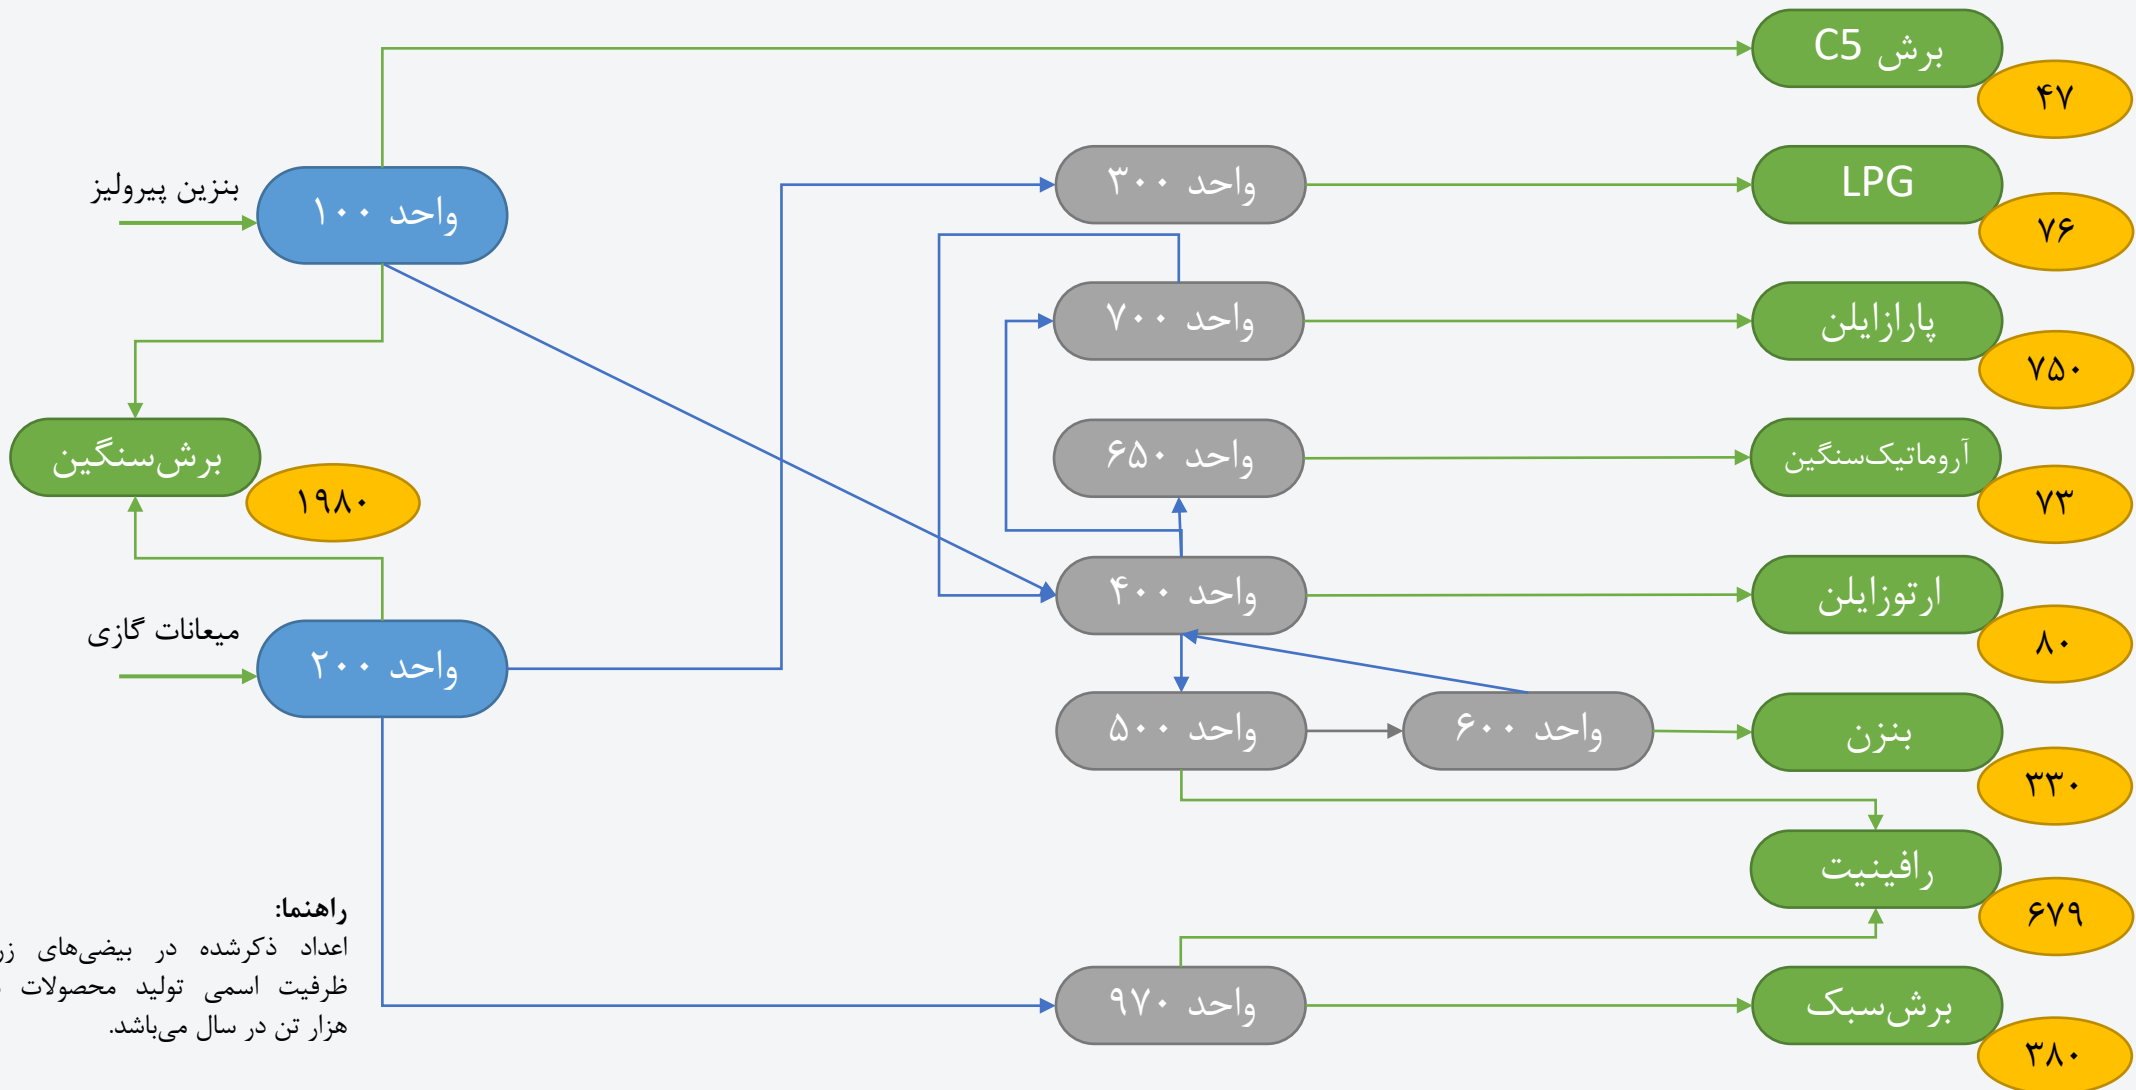 برش C5
۴۷
بنزین پیرولیز
واحد ۱۰۰
واحد ۳۰۰
LPG
۷۶
واحد ۷۰۰
پارازایلن
۷۵۰
برش‌سنگین
۱۹۸۰
واحد ۶۵۰
آروماتیک‌سنگین
۷۳
واحد ۴۰۰
ارتوزایلن
۸۰
میعانات گازی
واحد ۲۰۰
واحد ۵۰۰
واحد ۶۰۰
بنزن
۳۳۰
رافینیت
۶۷۹
واحد ۹۷۰
برش‌سبک
۳۸۰
راهنما:
اعداد ذکرشده در بیضی‌های
ظرفیت اسمی تولید محصولات
هزار تن در سال می‌باشد.